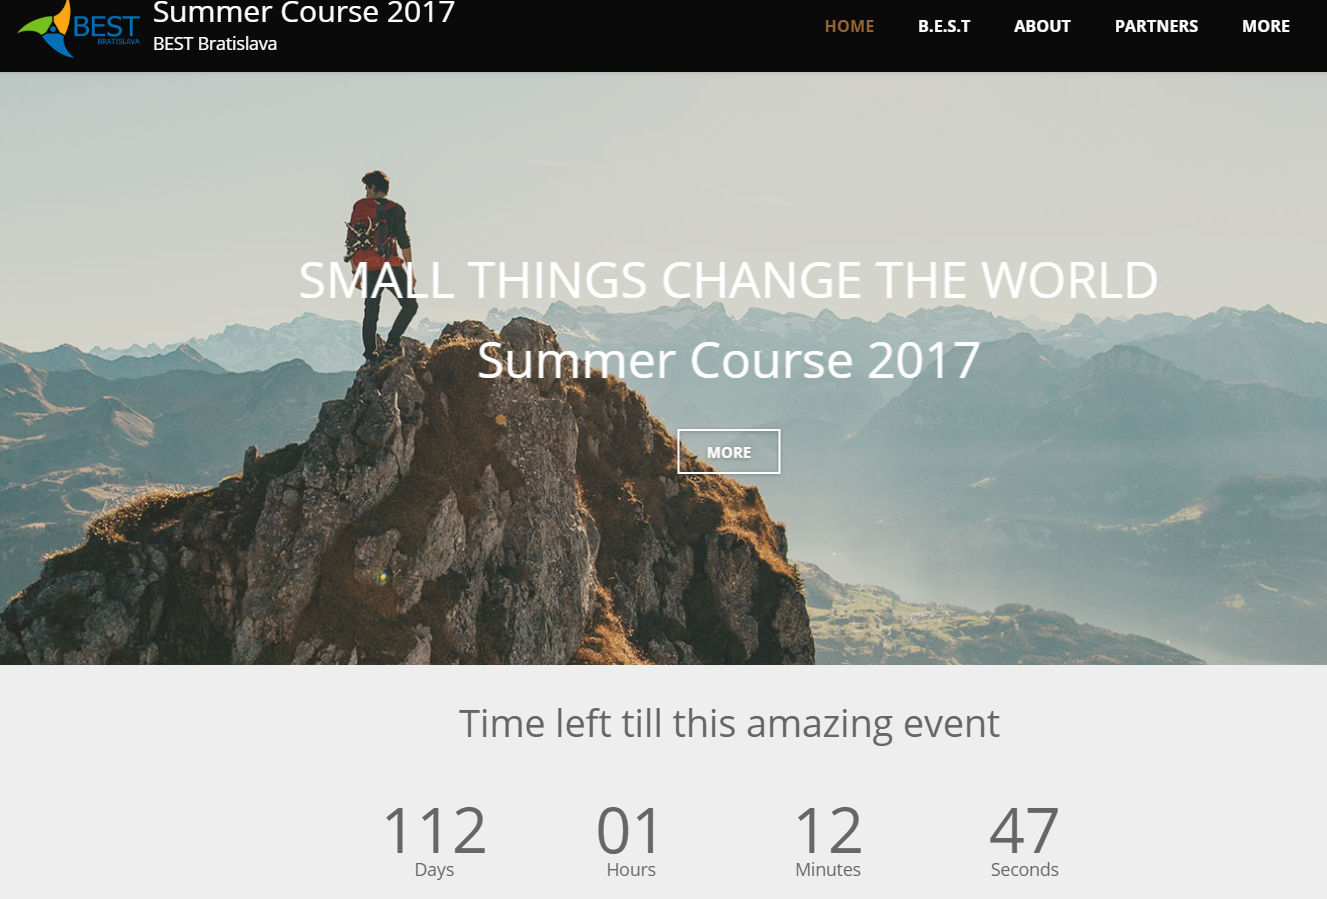 BEST
BRATISLAVA
Summer Course 2017
BEST Bratislava
HOME B.E.S.T ABOUT PARTNERS MORE
SMALL THINGS CHANGE THE WORLD
Summer Course 2017
MORE
Time left till this amazing event
112 01 12 47
Days Hours Minutes Seconds